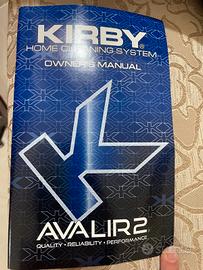 KIRBY®
HOME CLEANING SYSTEM
OWNER'S MANUAL
AVALIR 2
QUALITY • RELIABILITY • PERFORMANCE